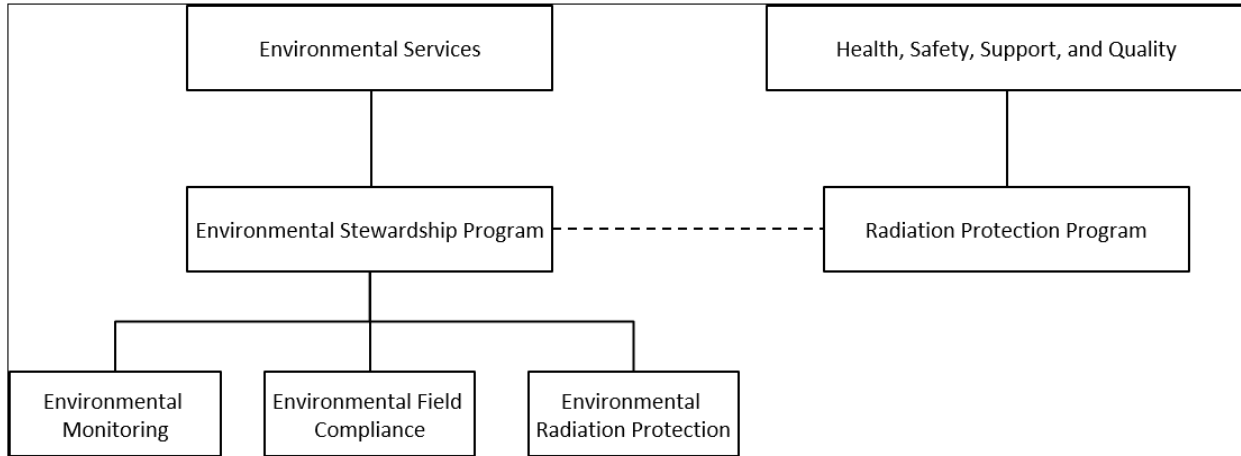 Environmental Services
Health, Safety, Support, and Quality
Environmental Stewardship Program
Radiation Protection Program
Environmental
Monitoring
Environmental Field
Compliance
Environmental
Radiation Protection